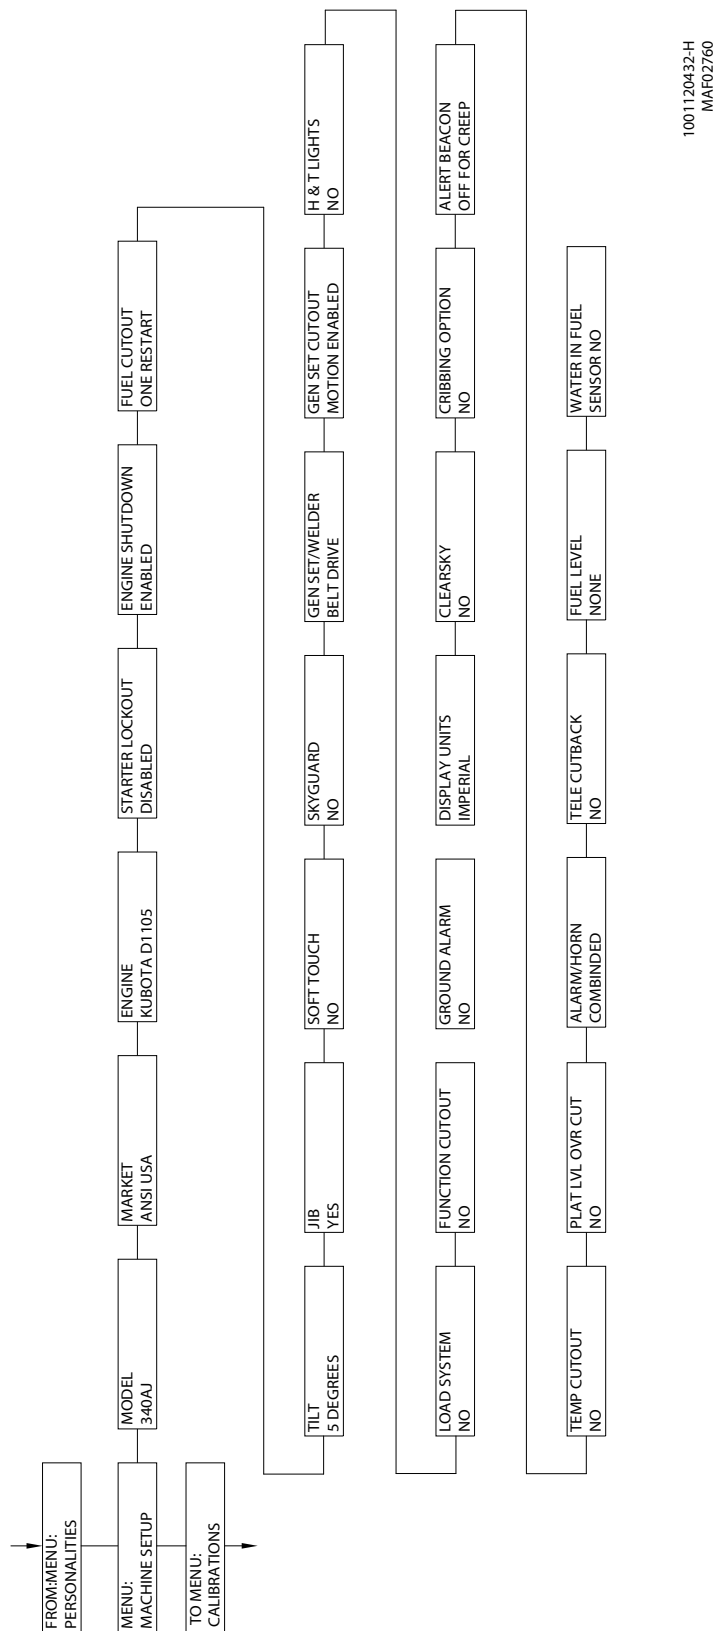 FROM:MENU:
PERSONALITIES
MENU:
MACHINE SETUP
TO MENU:
CALIBRATIONS
MODEL
340AJ
MARKET
ANSI USA
ENGINE
KUBOTA D1105
STARTER LOCKOUT
DISABLED
ENGINE SHUTDOWN
ENABLED
FUEL CUTOUT
ONE RESTART
TILT
5 DEGREES
JIB
YES
SOFT TOUCH
NO
SKYGUARD
NO
GEN SET/WELDER
BELT DRIVE
GEN SET CUTOUT
MOTION ENABLED
H & T LIGHTS
NO
LOAD SYSTEM
NO
FUNCTION CUTOUT
NO
GROUND ALARM
NO
DISPLAY UNITS
IMPERIAL
CLEARSKY
NO
CRIBBING OPTION
NO
ALERT BEACON
OFF FOR CREEP
TEMP CUTOUT
NO
PLAT LVL OVR CUT
NO
ALARM/HORN
COMBINDED
TELE CUTBACK
NO
FUEL LEVEL
NONE
WATER IN FUEL
SENSOR NO
1001120432-H
MAF02760